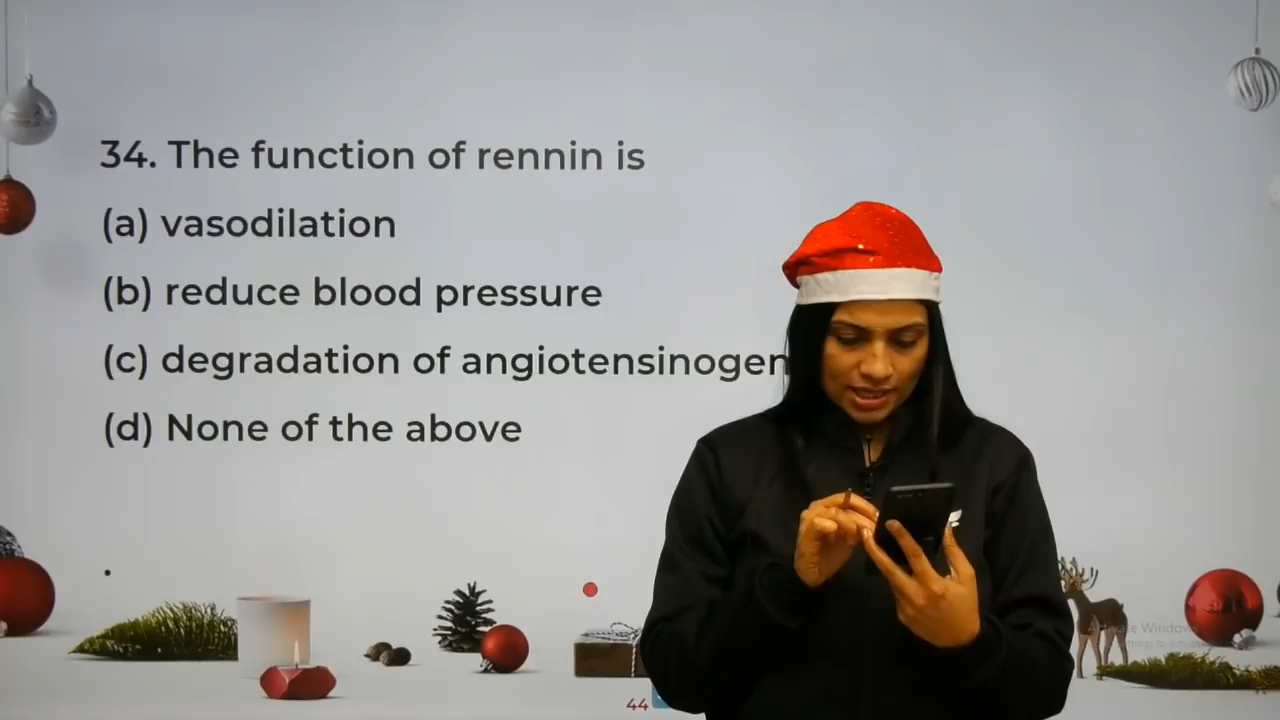 34. The function of rennin is
(a) vasodilation
(b) reduce blood pressure
(c) degradation of angiotensinogen
(d) None of the above
44